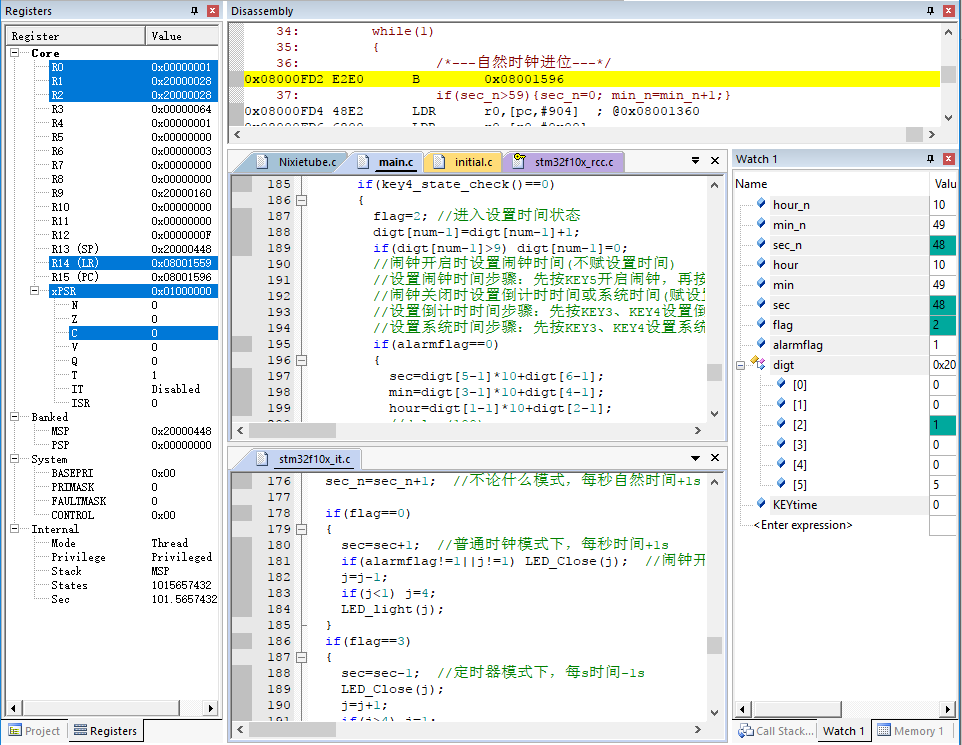 Registers
Register Value
Core
R0 0x00000001
R1 0x20000028
R2 0x20000028
R3 0x00000064
R4 0x00000001
R5 0x00000000
R6 0x00000003
R7 0x00000000
R8 0x00000000
R9 0x20000160
R10 0x00000000
R11 0x00000000
R12 0x0000000F
R13 (SP) 0x20000448
R14 (LR) 0x08001559
R15 (PC) 0x08001596
xPSR 0x01000000
N 0
Z 0
C 0
V 0
Q 0
T 1
IT Disabled
ISR 0
Banked
MSP 0x20000448
PSP 0x00000000
System
BASEPRI 0x00
PRIMASK 0
FAULTMASK 0
CONTROL 0x00
Internal
Mode Thread
Privilege Privileged
Stack MSP
States 1015657432
Sec 101.5657432
Project Registers
Disassembly
34: while(1)
35: {
36: /*---自然时钟进位---*/
0x08000FD2 E2E0 B 0x08001596
37: if(sec_n>59){sec_n=0; min_n=min_n+1;}
0x08000FD4 48E2 LDR r0,[pc,#904] ; @0x08001360
Nixietube.c main.c initial.c stm32f10x_rcc.c
185 if(key4_state_check()==0)
186 {
187 flag=2; //进入设置时间状态
188 digt[num-1]=digt[num-1]+1;
189 if(digt[num-1]>9) digt[num-1]=0;
190 //闹钟开启时设置闹钟时间(不赋设置时间)
191 //设置闹钟时间步骤：先按KEY5开启闹钟，再按
192 //闹钟关闭时设置倒计时时间或系统时间(赋设
193 //设置倒计时时间步骤：先按KEY3、KEY4设置倒
194 //设置系统时间步骤：先按KEY3、KEY4设置系统
195 if(alarmflag==0)
196 {
197 sec=digt[5-1]*10+digt[6-1];
198 min=digt[3-1]*10+digt[4-1];
199 hour=digt[1-1]*10+digt[2-1];
stm32f10x_it.c
176 sec_n=sec_n+1; //不论什么模式，每秒自然时间+1s
177
178 if(flag==0)
179 {
180 sec=sec+1; //普通时钟模式下，每秒时间+1s
181 if(alarmflag!=1||j!=1) LED_Close(j); //闹钟开
182 j=j-1;
183 if(j<1) j=4;
184 LED_light(j);
185 }
186 if(flag==3)
187 {
188 sec=sec-1; //定时器模式下，每s时间-1s
189 LED_Close(j);
190 j=j+1;
191 if(j>4) j=1;
Watch 1
Name Valu
hour_n 10
min_n 49
sec_n 48
hour 10
min 49
sec 48
flag 2
alarmflag 1
digt 0x20
[0] 0
[1] 0
[2] 1
[3] 0
[4] 0
[5] 5
KEYtime 0
<Enter expression>
Call Stack... Watch 1 Memory 1